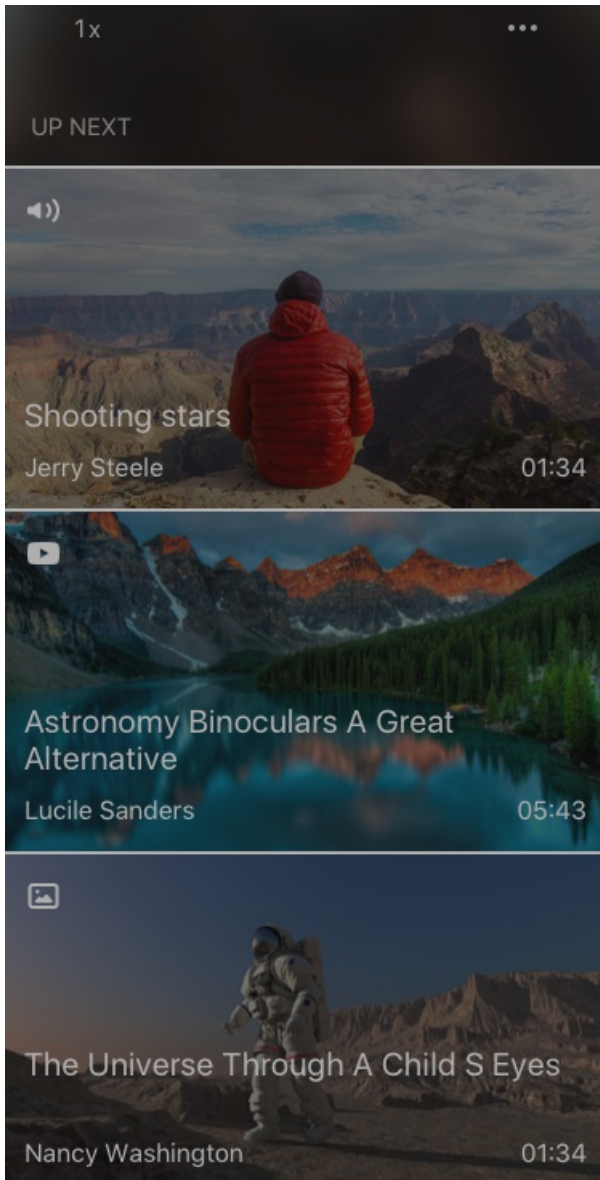 1x
UP NEXT
Shooting stars
Jerry Steele
01:34
Astronomy Binoculars A Great
Alternative
Lucile Sanders
05:43
The Universe Through A Child S Eyes
Nancy Washington
01:34